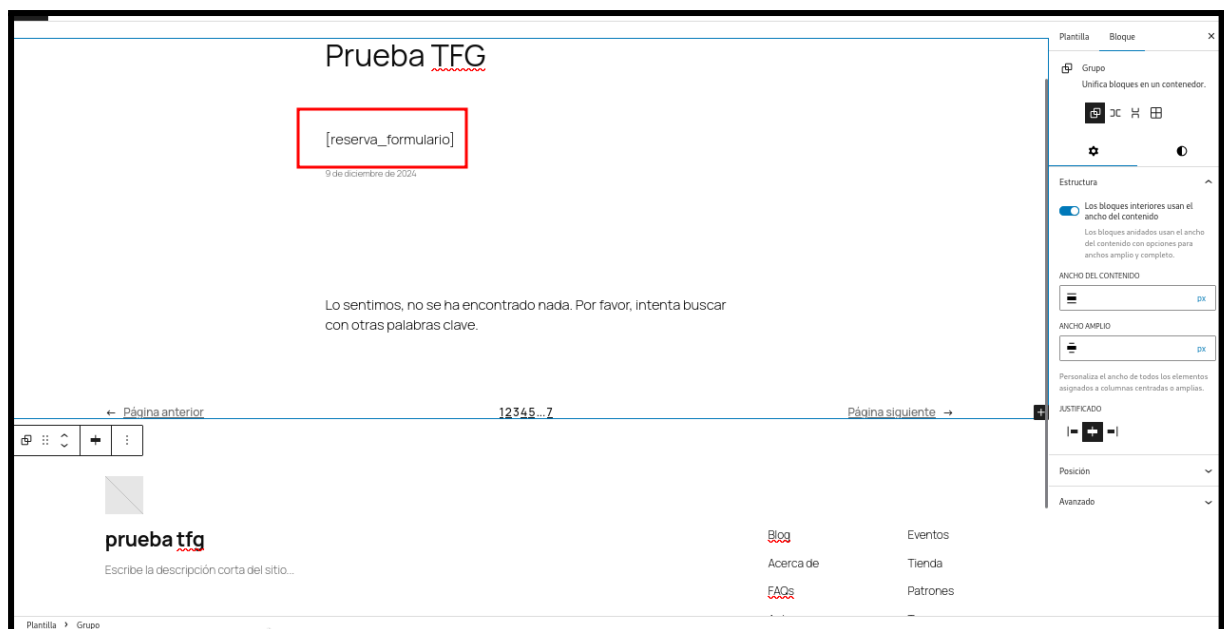 Prueba TFG
[reserva_formulario]
9 de diciembre de 2024
Lo sentimos, no se ha encontrado nada. Por favor, intenta buscar
con otras palabras clave.
← Página anterior
12345...7
Página siguiente →
prueba tfg
Escribe la descripción corta del sitio...
Blog
Eventos
Acerca de
Tienda
FAQs
Patrones
Plantilla > Grupo
Plantilla
Bloque
×
Grupo
Unifica bloques en un contenedor.
Estructura
Los bloques interiores usan el
ancho del contenido
Los bloques anidados usan el ancho
del contenido con opciones para
anchos amplio y completo.
ANCHO DEL CONTENIDO
px
ANCHO AMPLIO
px
Personaliza el ancho de todos los elementos
asignados a columnas centradas o amplias.
JUSTIFICADO
Posición
Avanzado